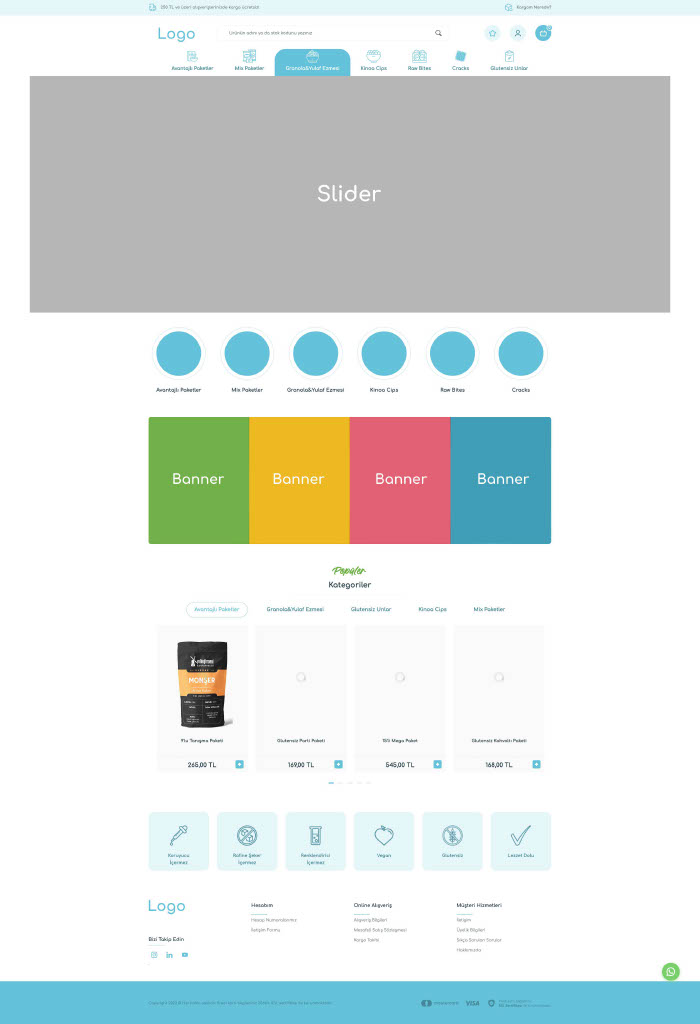 350 TL ve üzeri alışverişlerinizde kargo ücretsiz!
Kargom Nerede?
Logo
Ürünün adını ya da stok kodunu yazınız
Avantajlı Paketler
Mix Paketler
Granola&Yulaf Ezmesi
Kinoa Cips
Raw Bites
Cracks
Glutensiz Unlar
Slider
Avantajlı Paketler
Mix Paketler
Granola&Yulaf Ezmesi
Kinoa Cips
Raw Bites
Cracks
Banner
Banner
Banner
Banner
Popüler
Kategoriler
Avantajlı Paketler
Granola&Yulaf Ezmesi
Glutensiz Unlar
Kinoa Cips
Mix Paketler
MONSER
9'lu Tanışma Paketi
265,00 TL
Glutensiz Parti Paketi
169,00 TL
15'li Mega Paket
545,00 TL
Glutensiz Kahvaltı Paketi
168,00 TL
Koruyucu
İçermez
Rafine Şeker
İçermez
Renklendirici
İçermez
Vegan
Glutensiz
Lezzet Dolu
Logo
Bizi Takip Edin
Hesabım
Hesap Numaralarımız
İletişim Formu
Online Alışveriş
Alışveriş Bilgileri
Mesafeli Satış Sözleşmesi
Kargo Takibi
Müşteri Hizmetleri
İletişim
Üyelik Bilgileri
Sıkça Sorulan Sorular
Hakkımızda
VISA